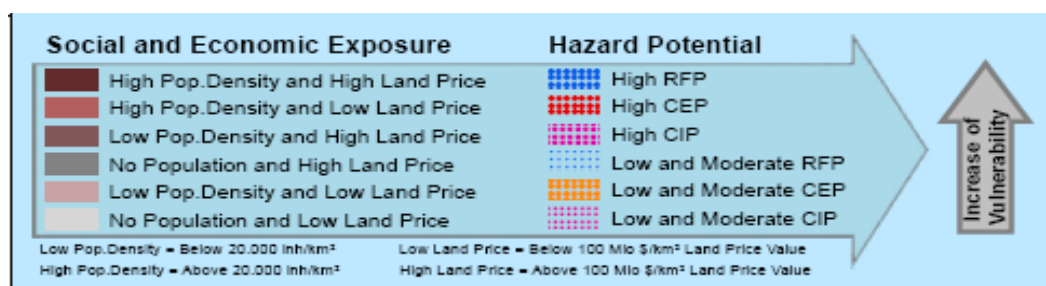 Social and Economic Exposure
High Pop.Density and High Land Price
High Pop.Density and Low Land Price
Low Pop.Density and High Land Price
No Population and High Land Price
Low Pop.Density and Low Land Price
No Population and Low Land Price
Hazard Potential
High RFP
High CEP
High CIP
Low and Moderate RFP
Low and Moderate CEP
Low and Moderate CIP
Low Pop.Density = Below 20.000 Inh/km²
High Pop.Density = Above 20.000 Inh/km²
Low Land Price = Below 100 Mio $/km² Land Price Value
High Land Price = Above 100 Mio $/km² Land Price Value
Increase of
Vulnerability